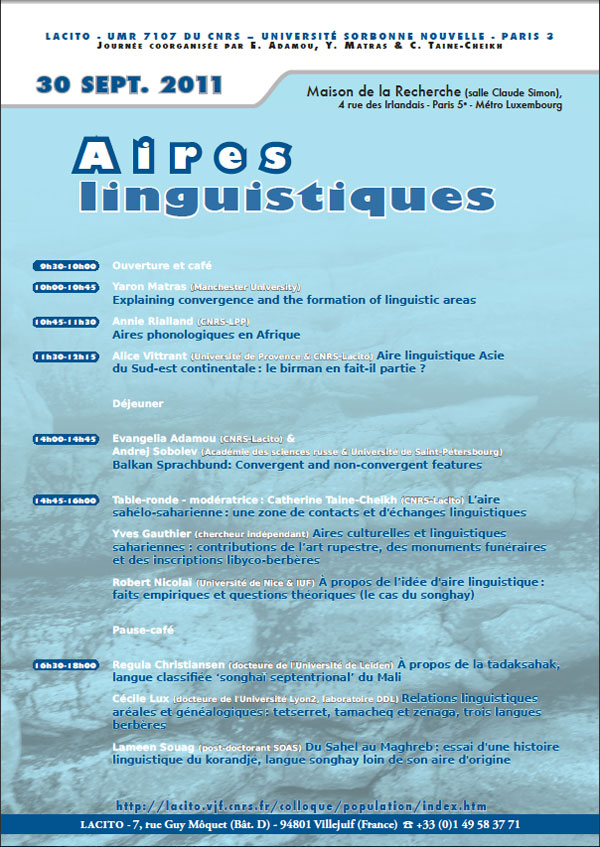 LACITO - UMR 7107 DU CNRS – UNIVERSITÉ SORBONNE NOUVELLE - PARIS 3
JOURNÉE COORGANISÉE PAR E. ADAMOU, Y. MATRAS & C. TAINE-CHEIKH
30 SEPT. 2011
Maison de la Recherche (salle Claude Simon),
4 rue des Irlandais - Paris 5e - Métro Luxembourg
Aires
linguistiques
9h30-10h00 Ouverture et café
10h00-10h45 Yaron Matras (Manchester University)
Explaining convergence and the formation of linguistic areas
10h45-11h30 Annie Rialland (CNRS-LPP)
Aires phonologiques en Afrique
11h30-12h15 Alice Vittrant (Université de Provence & CNRS-Lacito) Aire linguistique Asie
du Sud-est continentale : le birman en fait-il partie ?
Déjeuner
14h00-14h45 Evangelia Adamou (CNRS-Lacito) &
Andrej Sobolev (Académie des sciences russe & Université de Saint-Pétersbourg)
Balkan Sprachbund: Convergent and non-convergent features
14h45-16h00 Table-ronde - modératrice : Catherine Taine-Cheikh (CNRS-Lacito) L'aire
sahélo-saharienne : une zone de contacts et d'échanges linguistiques
Yves Gauthier (chercheur indépendant) Aires culturelles et linguistiques
sahariennes : contributions de l'art rupestre, des monuments funéraires
et des inscriptions libyco-berbères
Robert Nicolaï (Université de Nice & IUF) À propos de l'idée d'aire linguistique :
faits empiriques et questions théoriques (le cas du songhay)
Pause-café
16h30-18h00 Regula Christiansen (docteure de l'Université de Leiden) À propos de la tadaksahak,
langue classifiée ‘songhai septentrional’ du Mali
Cécile Lux (docteure de l'Université Lyon2, laboratoire DDL) Relations linguistiques
aréales et généalogiques : tetserret, tamacheq et zénaga, trois langues
berbères
Lameen Souag (post-doctorant SOAS) Du Sahel au Maghreb : essai d'une histoire
linguistique du korandje, langue songhay loin de son aire d'origine
http://lacito.vjf.cnrs.fr/colloque/population/index.htm
LACITO - 7, rue Guy Môquet (Bât. D) - 94801 Villejuif (France) ☎ +33 (0)1 49 58 37 71